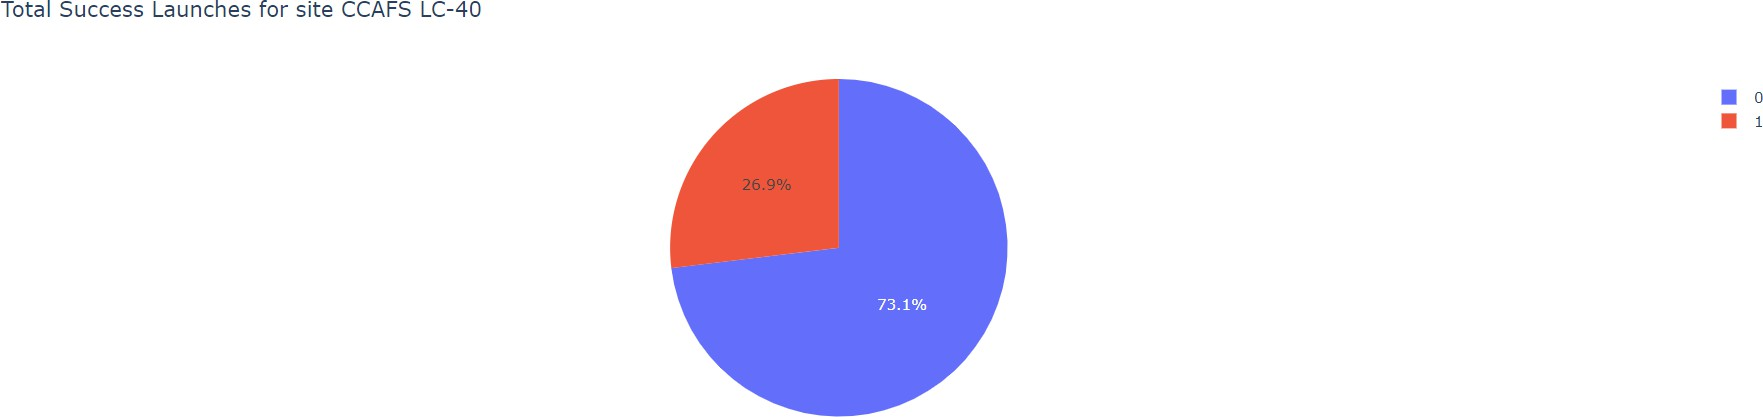 Total Success Launches for site CCAFS LC-40
0
1
26.9%
73.1%